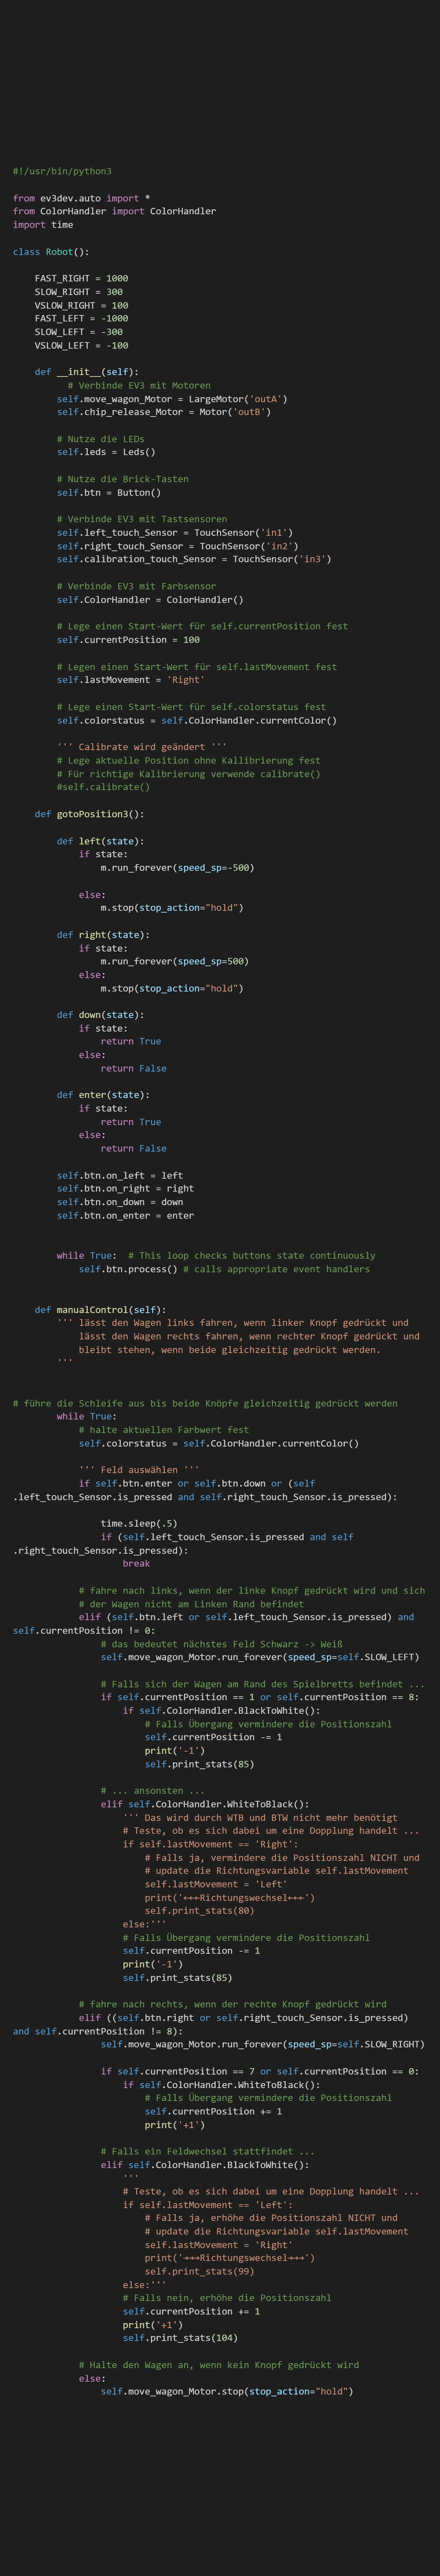 #!/usr/bin/python3
from ev3dev.auto import *
from ColorHandler import ColorHandler
import time
class Robot():
    FAST_RIGHT = 1000
    SLOW_RIGHT = 300
    VSLOW_RIGHT = 100
    FAST_LEFT = -1000
    SLOW_LEFT = -300
    VSLOW_LEFT = -100
    def __init__(self):
          # Verbinde EV3 mit Motoren
        self.move_wagon_Motor = LargeMotor('outA')
        self.chip_release_Motor = Motor('outB')
        # Nutze die LEDs
        self.leds = Leds()
        # Nutze die Brick-Tasten
        self.btn = Button()
        # Verbinde EV3 mit Tastsensoren
        self.left_touch_Sensor = TouchSensor('in1')
        self.right_touch_Sensor = TouchSensor('in2')
        self.calibration_touch_Sensor = TouchSensor('in3')
        # Verbinde EV3 mit Farbsensor
        self.ColorHandler = ColorHandler()
        # Lege einen Start-Wert für self.currentPosition fest
        self.currentPosition = 100
        # Legen einen Start-Wert für self.lastMovement fest
        self.lastMovement = 'Right'
        # Lege einen Start-Wert für self.colorstatus fest
        self.colorstatus = self.ColorHandler.currentColor()
        ''' Calibrate wird geändert '''
        # Lege aktuelle Position ohne Kallibrierung fest
        # Für richtige Kalibrierung verwende calibrate()
        #self.calibrate()
    def gotoPosition3():
        def left(state):
            if state:
                m.run_forever(speed_sp=-500)
            else:
                m.stop(stop_action="hold")
        def right(state):
            if state:
                m.run_forever(speed_sp=500)
            else:
                m.stop(stop_action="hold")
        def down(state):
            if state:
                return True
            else:
                return False
        def enter(state):
            if state:
                return True
            else:
                return False
        self.btn.on_left = left
        self.btn.on_right = right
        self.btn.on_down = down
        self.btn.on_enter = enter
        while True:  # This loop checks buttons state continuously
            self.btn.process() # calls appropriate event handlers
    def manualControl(self):
        ''' lässt den Wagen links fahren, wenn linker Knopf gedrückt und
            lässt den Wagen rechts fahren, wenn rechter Knopf gedrückt und
            bleibt stehen, wenn beide gleichzeitig gedrückt werden.
        '''
# führe die Schleife aus bis beide Knöpfe gleichzeitig gedrückt werden
        while True:
            # halte aktuellen Farbwert fest
            self.colorstatus = self.ColorHandler.currentColor()
            ''' Feld auswählen '''
            if self.btn.enter or self.btn.down or (self
.left_touch_Sensor.is_pressed and self.right_touch_Sensor.is_pressed):
                time.sleep(.5)
                if (self.left_touch_Sensor.is_pressed and self
.right_touch_Sensor.is_pressed):
                    break
            # fahre nach links, wenn der linke Knopf gedrückt wird und sich
            # der Wagen nicht am Linken Rand befindet
            elif (self.btn.left or self.left_touch_Sensor.is_pressed) and
self.currentPosition != 0:
                # das bedeutet nächstes Feld Schwarz -> Weiß
                self.move_wagon_Motor.run_forever(speed_sp=self.SLOW_LEFT)
                # Falls sich der Wagen am Rand des Spielbretts befindet ...
                if self.currentPosition == 1 or self.currentPosition == 8:
                    if self.ColorHandler.BlackToWhite():
                        # Falls Übergang vermindere die Positionszahl
                        self.currentPosition -= 1
                        print('-1')
                        self.print_stats(85)
                # ... ansonsten ...
                elif self.ColorHandler.WhiteToBlack():
                    ''' Das wird durch WTB und BTW nicht mehr benötigt
                    # Teste, ob es sich dabei um eine Dopplung handelt ...
                    if self.lastMovement == 'Right':
                        # Falls ja, vermindere die Positionszahl NICHT und
                        # update die Richtungsvariable self.lastMovement
                        self.lastMovement = 'Left'
                        print('←←←Richtungswechsel←←←')
                        self.print_stats(80)
                    else:'''
                    # Falls Übergang vermindere die Positionszahl
                    self.currentPosition -= 1
                    print('-1')
                    self.print_stats(85)
            # fahre nach rechts, wenn der rechte Knopf gedrückt wird
            elif ((self.btn.right or self.right_touch_Sensor.is_pressed)
and self.currentPosition != 8):
                self.move_wagon_Motor.run_forever(speed_sp=self.SLOW_RIGHT)
                if self.currentPosition == 7 or self.currentPosition == 0:
                    if self.ColorHandler.WhiteToBlack():
                        # Falls Übergang vermindere die Positionszahl
                        self.currentPosition += 1
                        print('+1')
                # Falls ein Feldwechsel stattfindet ...
                elif self.ColorHandler.BlackToWhite():
                    '''
                    # Teste, ob es sich dabei um eine Dopplung handelt ...
                    if self.lastMovement == 'Left':
                        # Falls ja, erhöhe die Positionszahl NICHT und
                        # update die Richtungsvariable self.lastMovement
                        self.lastMovement = 'Right'
                        print('→→→Richtungswechsel→→→')
                        self.print_stats(99)
                    else:'''
                    # Falls nein, erhöhe die Positionszahl
                    self.currentPosition += 1
                    print('+1')
                    self.print_stats(104)
            # Halte den Wagen an, wenn kein Knopf gedrückt wird
            else:
                self.move_wagon_Motor.stop(stop_action="hold")